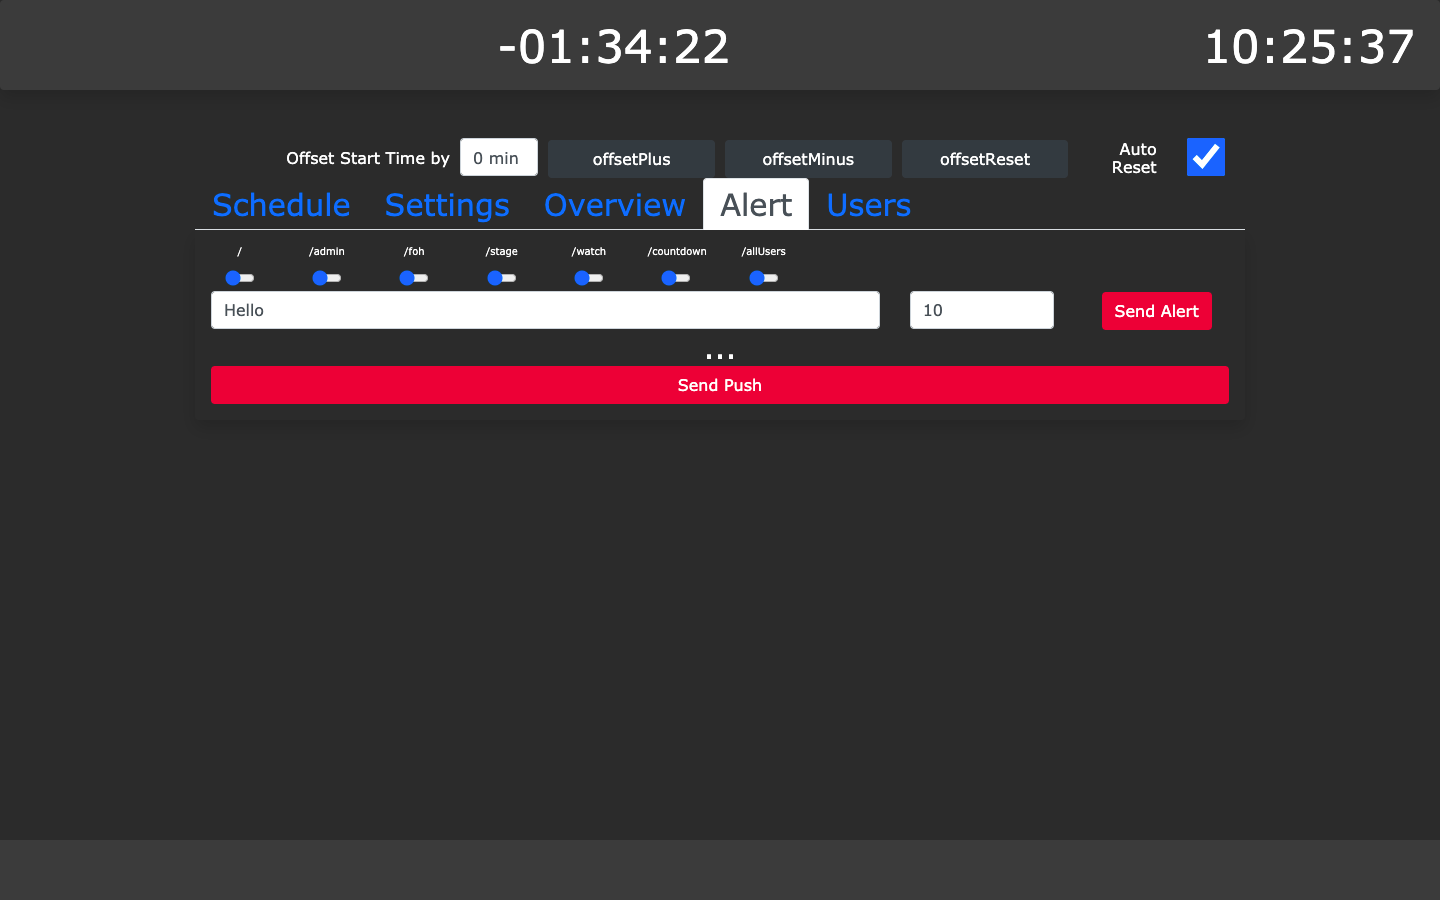 -01:34:22
10:25:37
Offset Start Time by
0 min
offsetPlus
offsetMinus
offsetReset
Auto
Reset
Schedule
Settings
Overview
Alert
Users
/
/admin
/foh
/stage
/watch
/countdown
/allUsers
Hello
10
Send Alert
...
Send Push